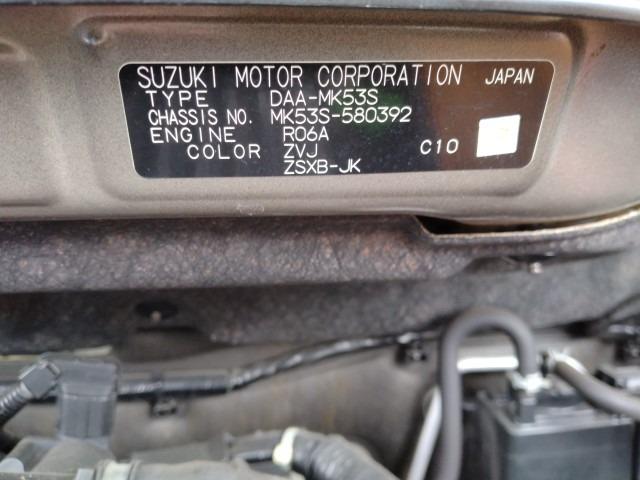 SUZUKI MOTOR CORPORATION JAPAN
TYPE DAA-MK53S
CHASSIS NO. MK53S-580392
ENGINE R06A
COLOR ZVJ C10
ZSXB-JK